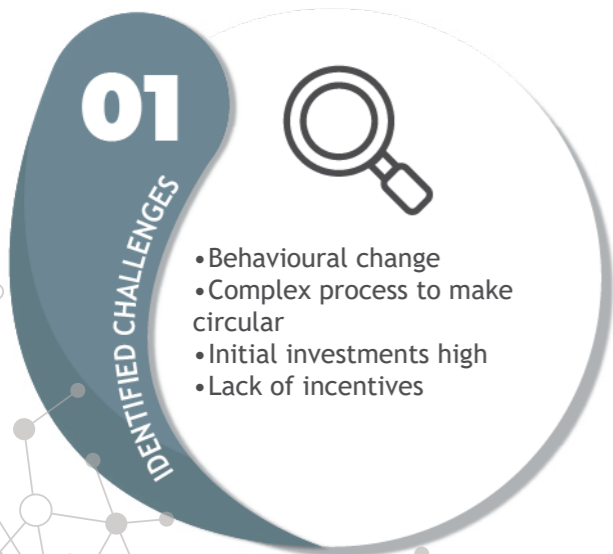 01
IDENTIFIED CHALLENGES
•Behavioural change
•Complex process to make
circular
•Initial investments high
•Lack of incentives